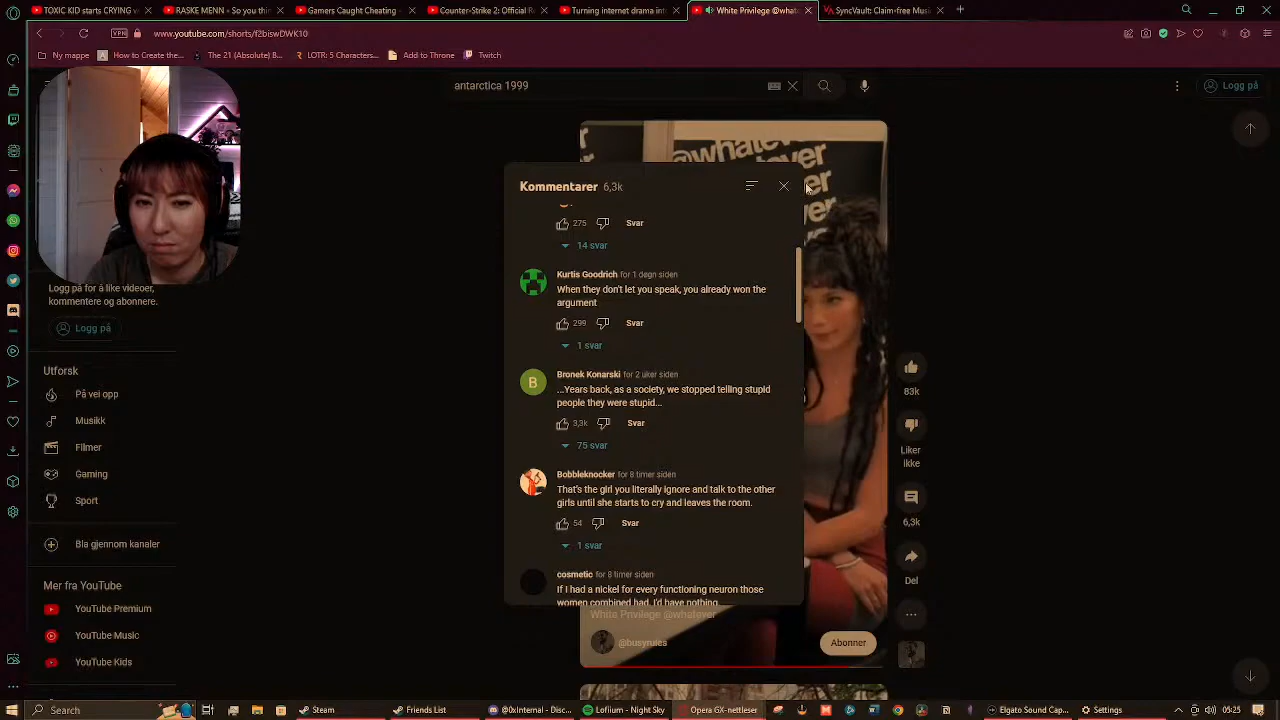 TOXIC KID starts CRYING
RASKE MENN » So you thin
Gamers Caught Cheating
Counter-Strike 2: Official R
Turning internet drama int
White Privilege @what
SyncVault: Claim+free Musi
VPN
www.youtube.com/shorts/f2biswDWK10
Ny mappe
How to Create the...
The 21 (Absolute) B...
LOTR: 5 Characters...
Add to Throne
Twitch
antarctica 1999
Logg på
@whatever
Kommentarer 6,3k
275 Svar
14 svar
Kurtis Goodrich for 1 døgn siden
When they don't let you speak, you already won the
argument
299 Svar
1 svar
B
Bronek Konarski for 2 uker siden
...Years back, as a society, we stopped telling stupid
people they were stupid...
3,3k Svar
75 svar
Bobbleknocker for 8 timer siden
That's the girl you literally ignore and talk to the other
girls until she starts to cry and leaves the room.
54 Svar
1 svar
cosmetic for 8 timer siden
If I had a nickel for every functioning neuron those
women combined had, I'd have nothing.
White Privilege @whatever
@busyrules
Abonner
83k
Liker
ikke
6,3k
Del
Logg på for å like videoer,
kommentere og abonnere.
Logg på
Utforsk
På vei opp
Musikk
Filmer
Gaming
Sport
Bla gjennom kanaler
Mer fra YouTube
YouTube Premium
YouTube Music
YouTube Kids
Search
Steam
Friends List
@0xInternal - Disc...
Lofiium - Night Sky
Opera GX-nettleser
Elgato Sound Cap...
Settings
05:25